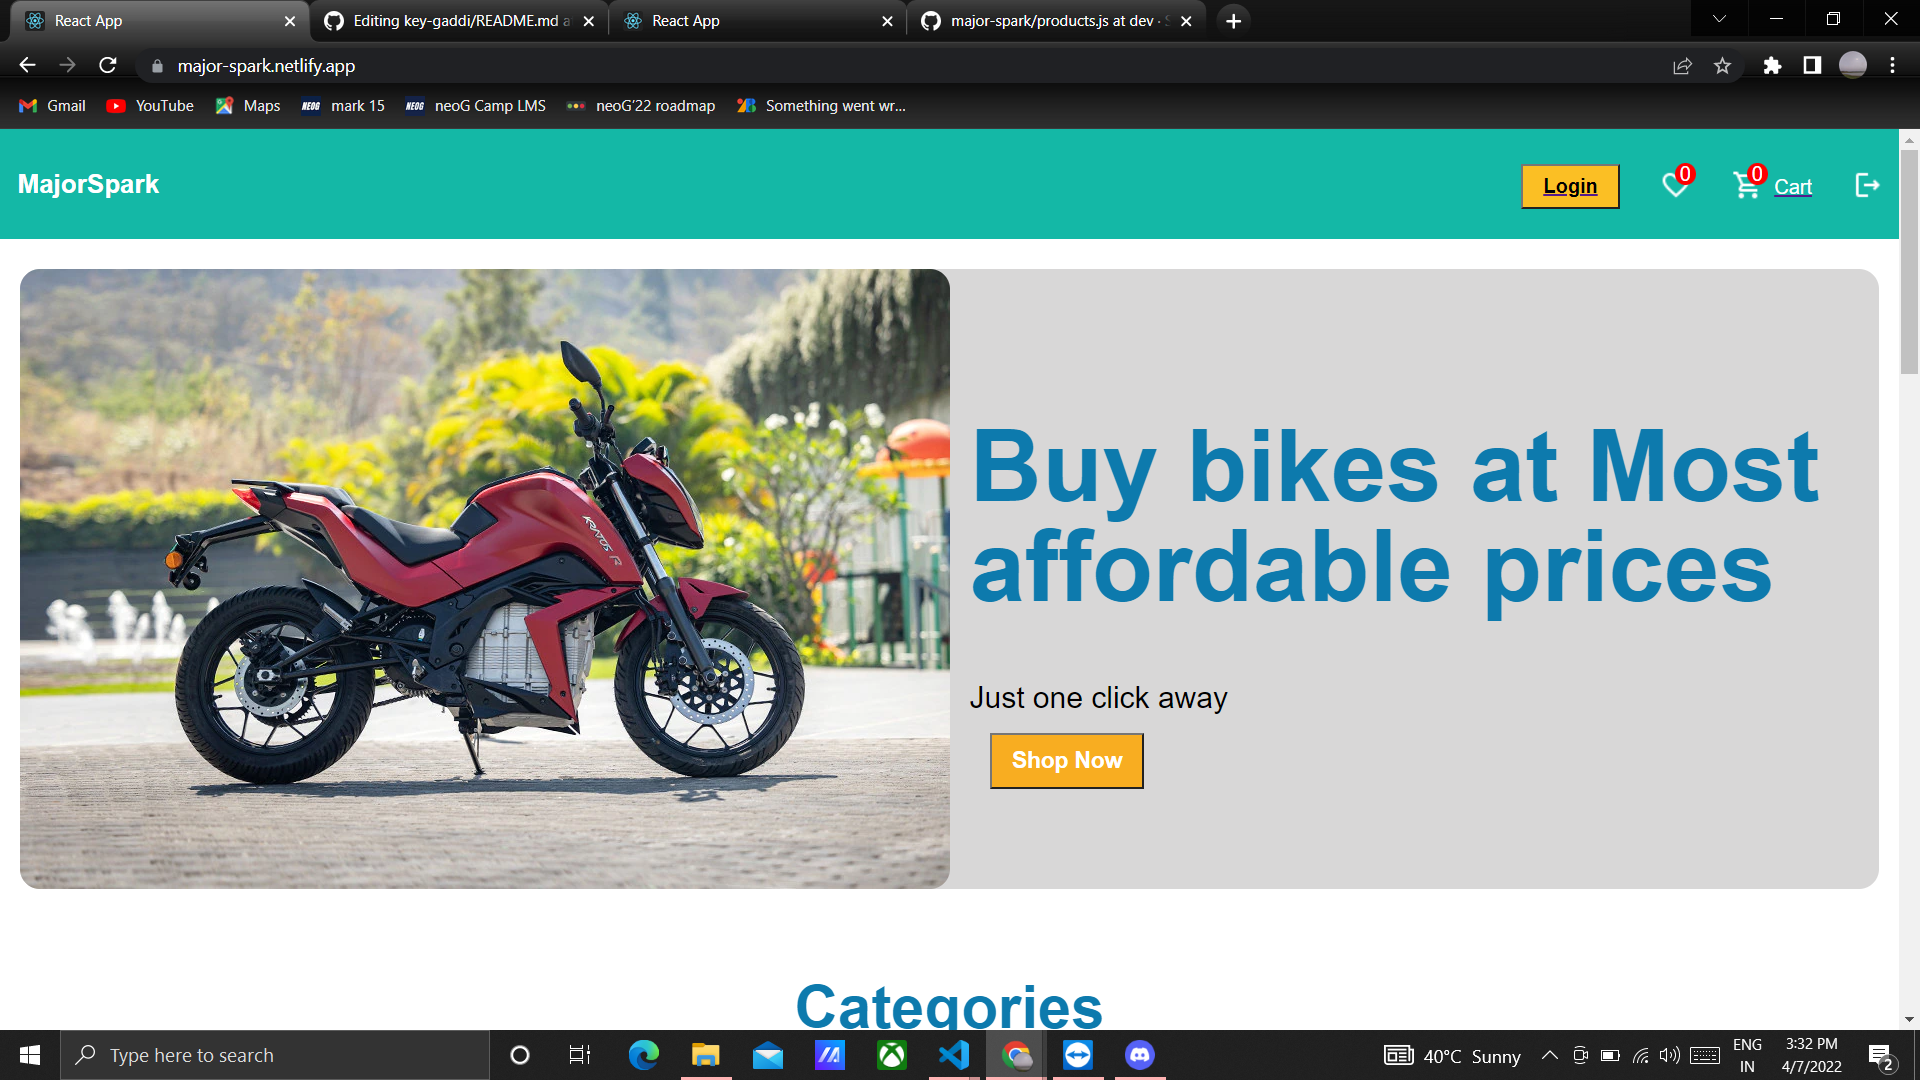 React App
Editing key-gaddi/README.md a
React App
major-spark/products.js at dev · S
major-spark.netlify.app
Gmail
YouTube
Maps
NEOG mark 15
NEOG neoG Camp LMS
neoG'22 roadmap
Something went wr...
MajorSpark
Login
0
0
Cart
KRATOS R
Buy bikes at Most
affordable prices
Just one click away
Shop Now
Categories
Type here to search
40°C Sunny
ENG
IN
3:32 PM
4/7/2022
2